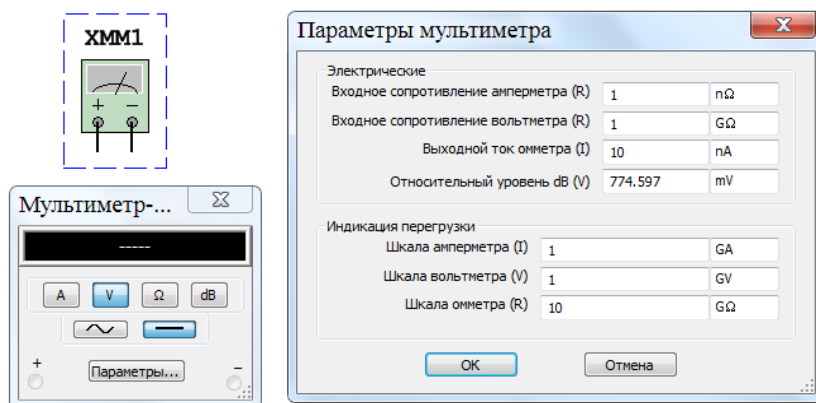 XMM1
+ −
Мультиметр-...
-----
A V Ω dB
+ −
Параметры...
Параметры мультиметра
Электрические
Входное сопротивление амперметра (R) 1 nΩ
Входное сопротивление вольтметра (R) 1 GΩ
Выходной ток омметра (I) 10 nA
Относительный уровень dB (V) 774.597 mV
Индикация перегрузки
Шкала амперметра (I) 1 GA
Шкала вольтметра (V) 1 GV
Шкала омметра (R) 10 GΩ
OK Отмена